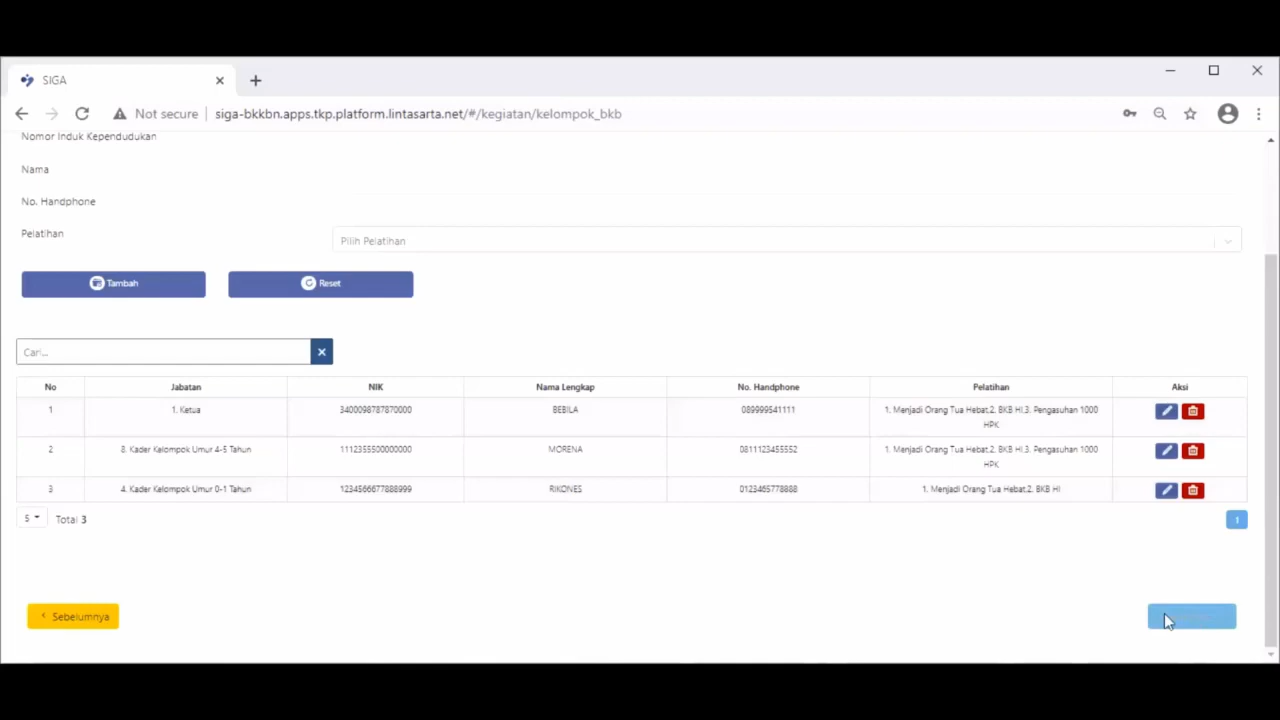 SIGA
Not secure siga-bkkbn.apps.tkp.platform.lintasarta.net/#/kegiatan/kelompok_bkb
Nomor Induk Kependudukan
Nama
No. Handphone
Pelatihan Pilih Pelatihan
Tambah Reset
Cari...
No Jabatan NIK Nama Lengkap No. Handphone Pelatihan Aksi
1 1. Ketua 3400098787870000 BEBILA 089999541111 1. Menjadi Orang Tua Hebat,2. BKB HI,3. Pengasuhan 1000
HPK
2 8. Kader Kelompok Umur 4-5 Tahun 1112355500000000 MORENA 0811123455552 1. Menjadi Orang Tua Hebat,2. BKB HI,3. Pengasuhan 1000
HPK
3 4. Kader Kelompok Umur 0-1 Tahun 1234566677888999 RIKONES 0123465778888 1. Menjadi Orang Tua Hebat,2. BKB HI
5 Total 3 1
Sebelumnya